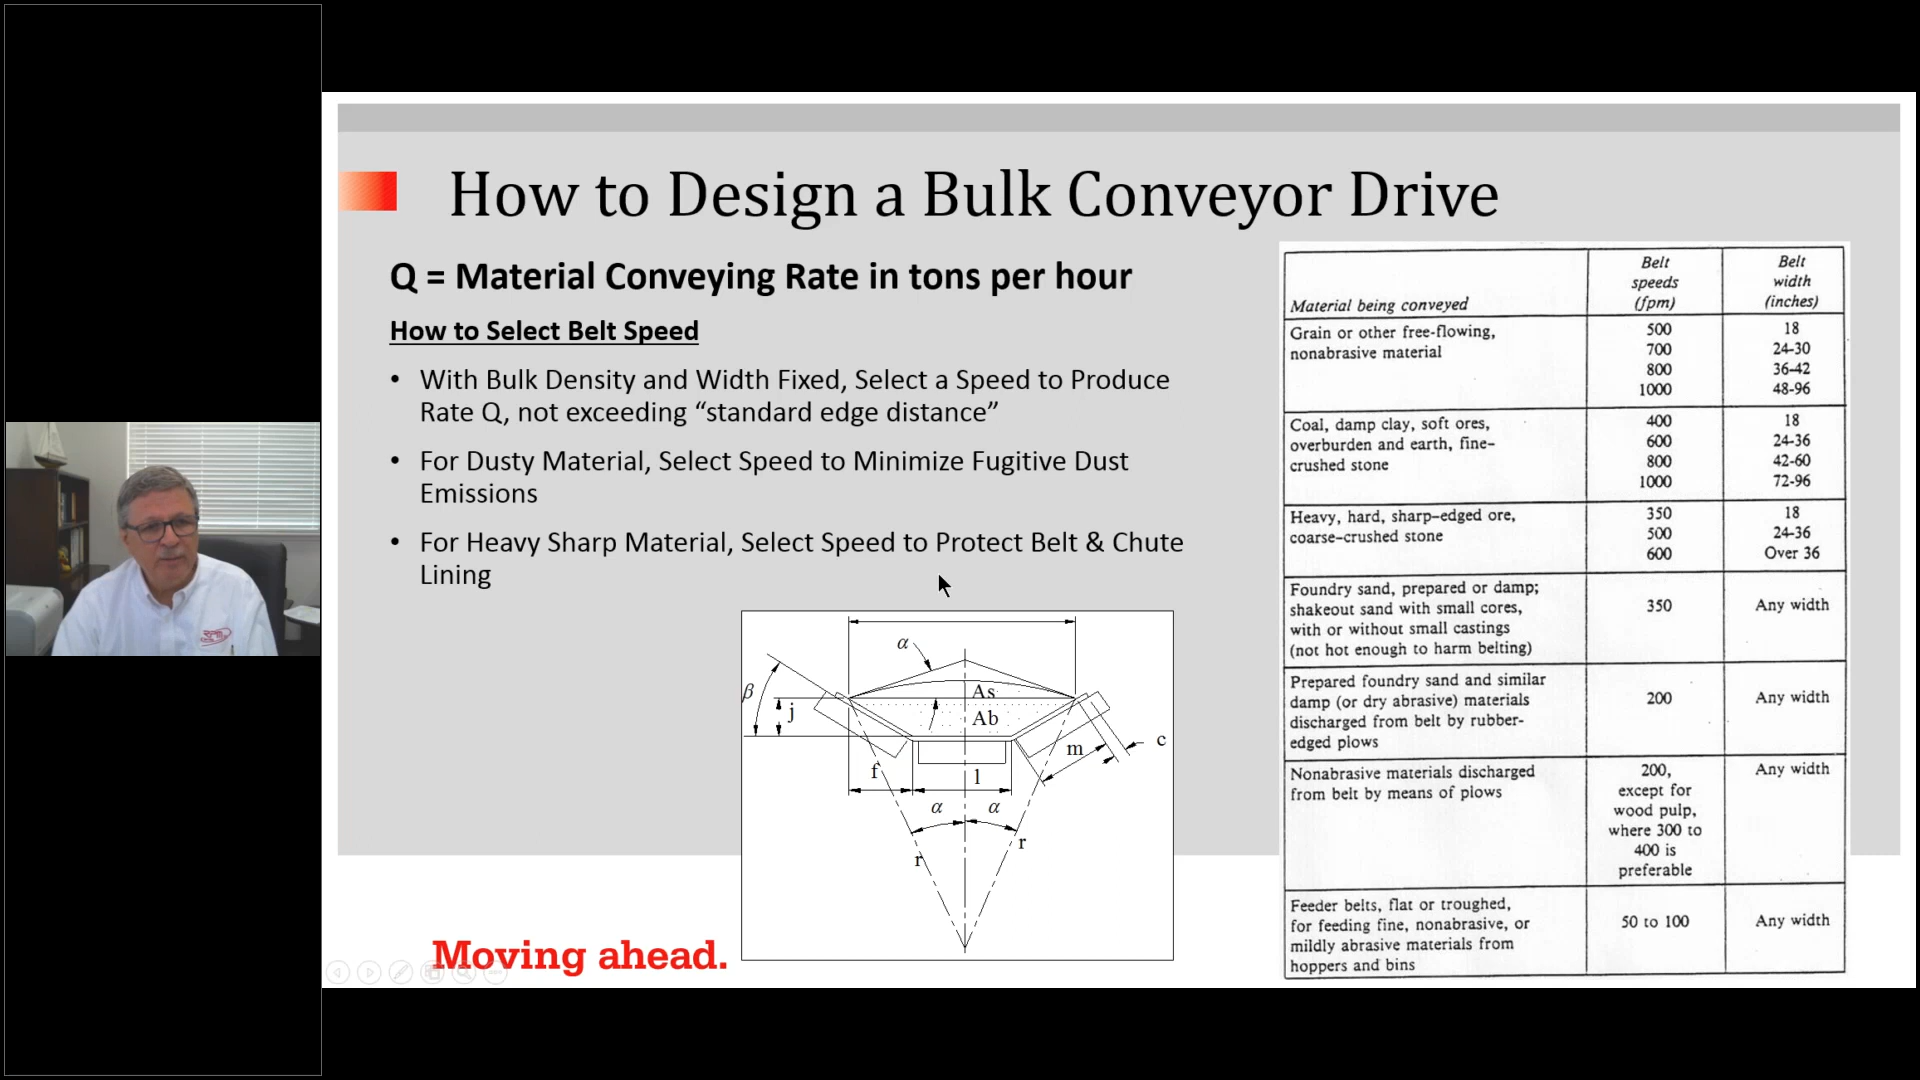 How to Design a Bulk Conveyor Drive
Q = Material Conveying Rate in tons per hour
How to Select Belt Speed
• With Bulk Density and Width Fixed, Select a Speed to Produce
Rate Q, not exceeding “standard edge distance”
• For Dusty Material, Select Speed to Minimize Fugitive Dust
Emissions
• For Heavy Sharp Material, Select Speed to Protect Belt & Chute
Lining
α
β
As
j
Ab
m
c
f
l
α α
r
r
Moving ahead.
Material being conveyed
Belt
speeds
(fpm)
Belt
width
(inches)
Grain or other free-flowing,
nonabrasive material
500 18
700 24-30
800 36-42
1000 48-96
Coal, damp clay, soft ores,
overburden and earth, fine-
crushed stone
400 18
600 24-36
800 42-60
1000 72-96
Heavy, hard, sharp-edged ore,
coarse-crushed stone
350 18
500 24-36
600 Over 36
Foundry sand, prepared or damp;
shakeout sand with small cores,
with or without small castings
(not hot enough to harm belting)
350 Any width
Prepared foundry sand and similar
damp (or dry abrasive) materials
discharged from belt by rubber-
edged plows
200 Any width
Nonabrasive materials discharged
from belt by means of plows
200,
except for
wood pulp,
where 300 to
400 is
preferable
Any width
Feeder belts, flat or troughed,
for feeding fine, nonabrasive, or
mildly abrasive materials from
hoppers and bins
50 to 100 Any width